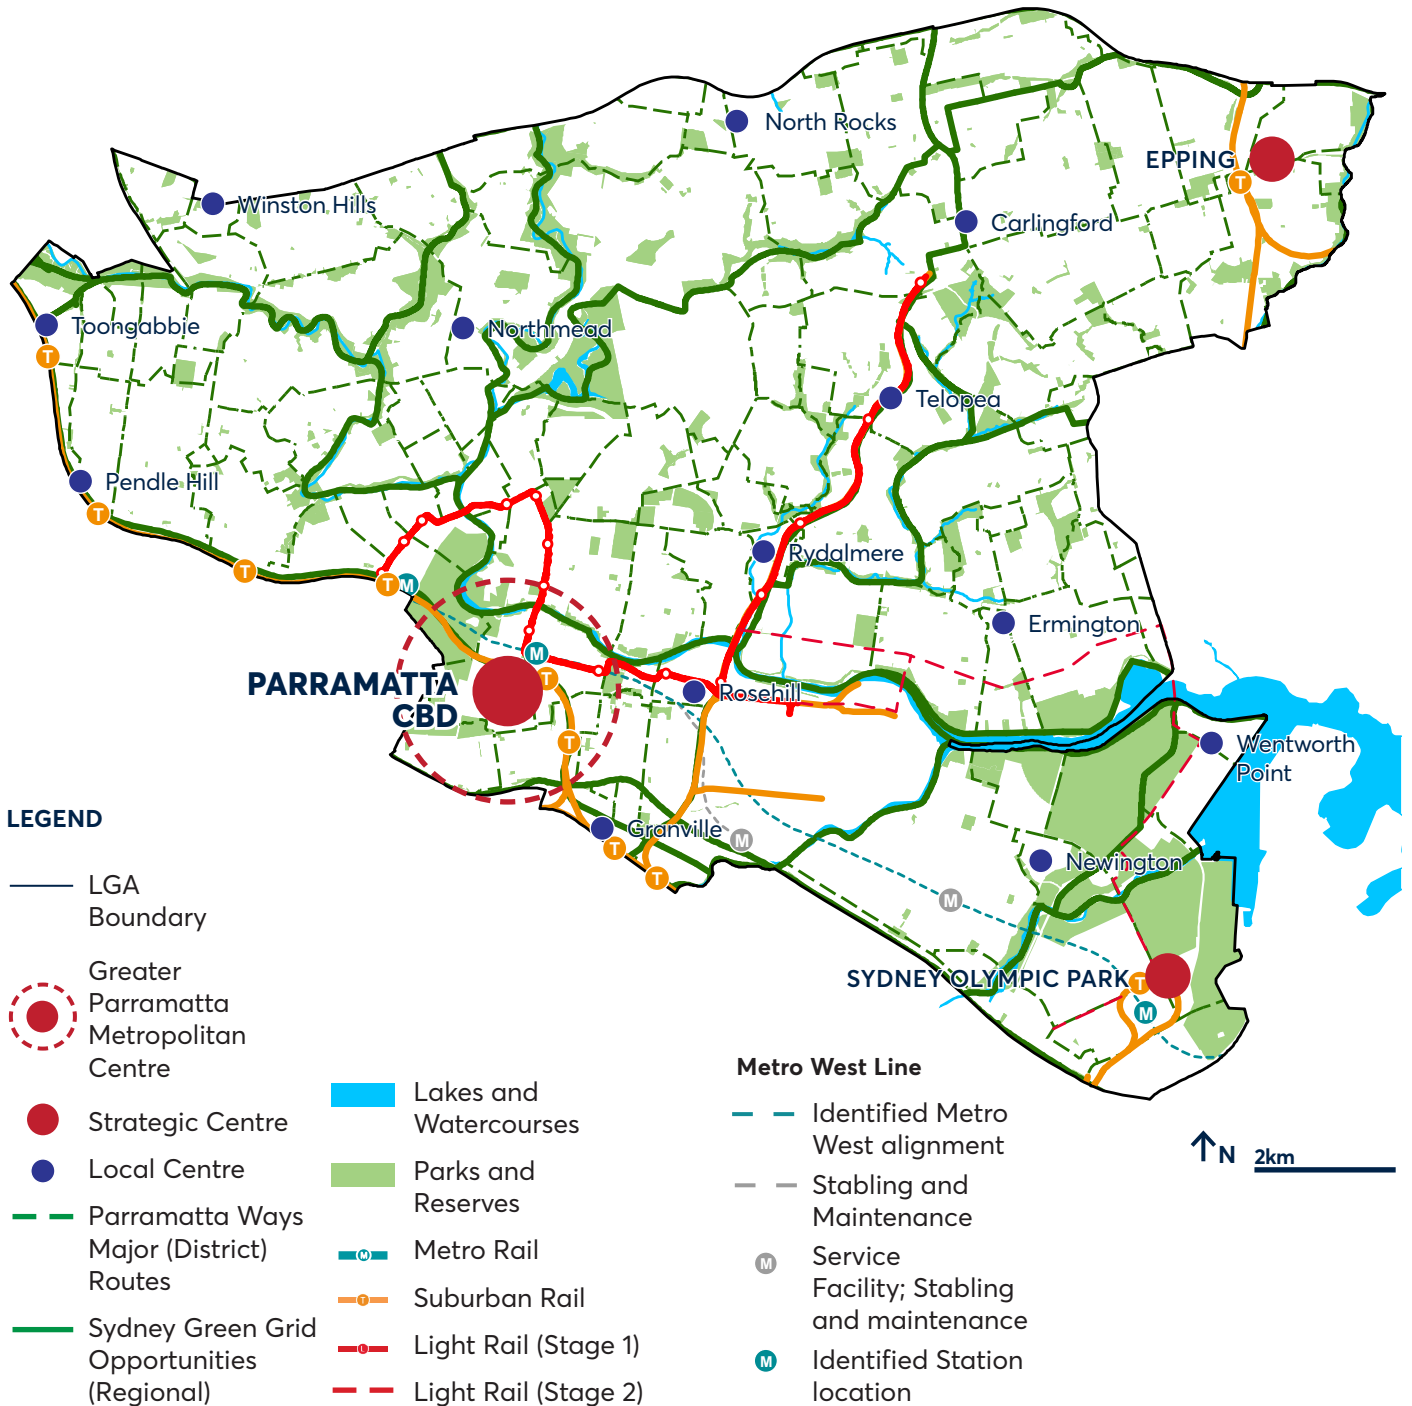 North Rocks
EPPING
T
Winston Hills
Carlingford
Toongabbie
Northmead
T
Telopea
Pendle Hill
T
Rydalmere
T
T
M
Ermington
M
PARRAMATTA
CBD
T
Rosehill
T
Wentworth
Point
Granville
M
T
Newington
T
M
SYDNEY OLYMPIC PARK
T
M
LEGEND
LGA
Boundary
Greater
Parramatta
Metropolitan
Centre
Strategic Centre
Local Centre
Parramatta Ways
Major (District)
Routes
Sydney Green Grid
Opportunities
(Regional)
Lakes and
Watercourses
Parks and
Reserves
M
Metro Rail
T
Suburban Rail
L
Light Rail (Stage 1)
Light Rail (Stage 2)
Metro West Line
Identified Metro
West alignment
Stabling and
Maintenance
M
Service
Facility; Stabling
and maintenance
M
Identified Station
location
N
2km